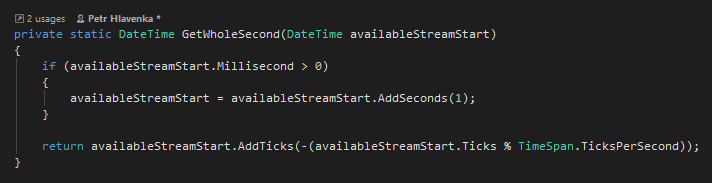 2 usages Petr Hlavenka *
private static DateTime GetWholeSecond(DateTime availableStreamStart)
{
    if (availableStreamStart.Millisecond > 0)
    {
        availableStreamStart = availableStreamStart.AddSeconds(1);
    }
    return availableStreamStart.AddTicks(-(availableStreamStart.Ticks % TimeSpan.TicksPerSecond));
}